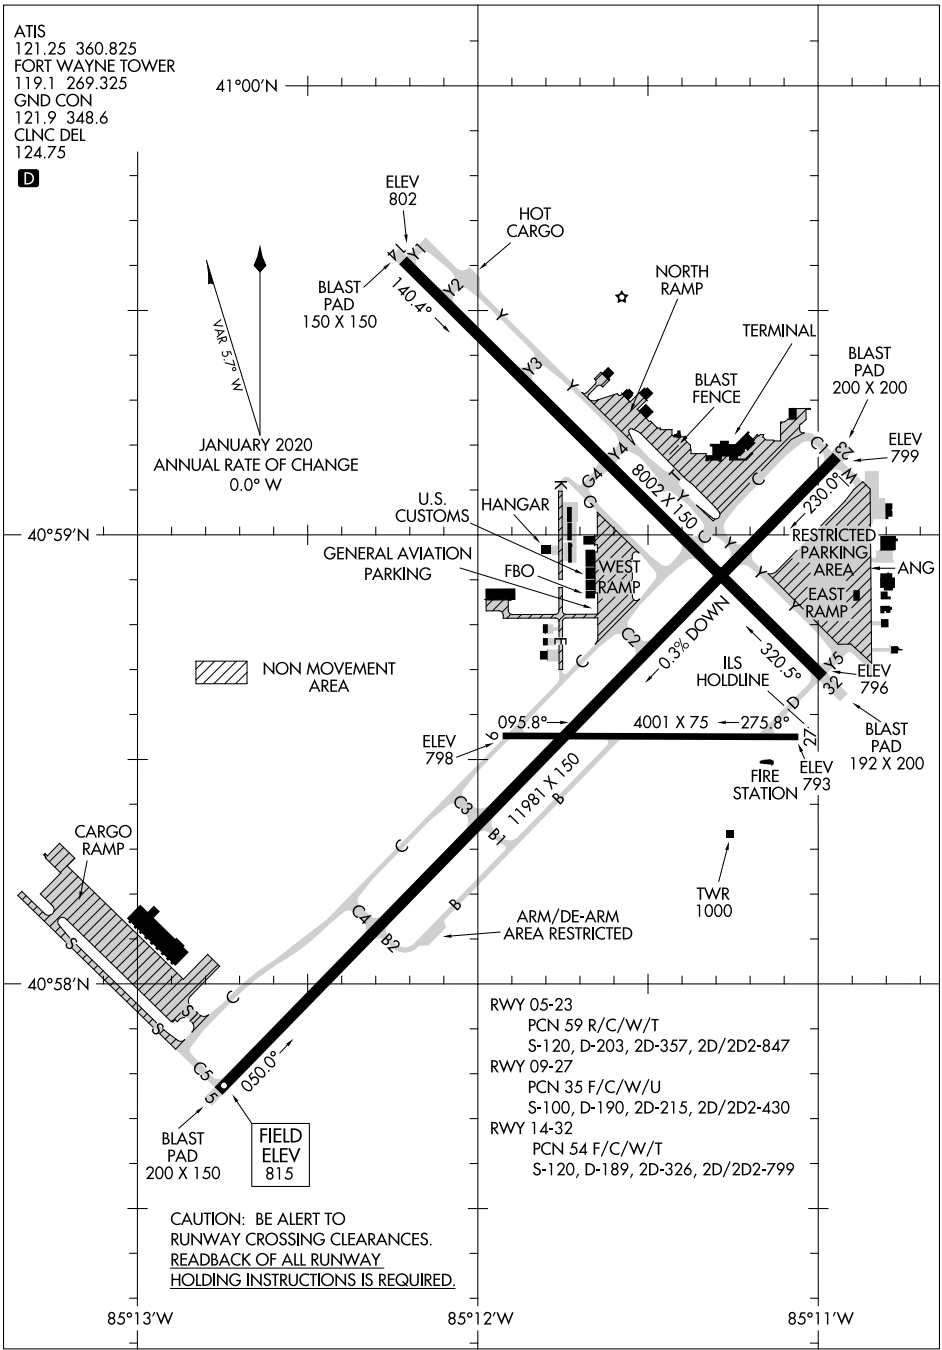 ATIS
121.25 360.825
FORT WAYNE TOWER
119.1 269.325
GND CON
121.9 348.6
CLNC DEL
124.75
D
41°00'N
ELEV
802
HOT
CARGO
14
Y1
BLAST
PAD
150 X 150
140.4°
Y2
Y
NORTH
RAMP
VAR 5.7° W
Y3
Y
TERMINAL
BLAST
FENCE
BLAST
PAD
200 X 200
JANUARY 2020
ANNUAL RATE OF CHANGE
0.0° W
G4
Y4
8002 X 150
Y
Y
C
C1
23
W
ELEV
799
230.0°
K
G
U.S.
CUSTOMS
HANGAR
40°59'N
GENERAL AVIATION
PARKING
FBO
WEST
RAMP
C
Y
Y
Y
RESTRICTED
PARKING
AREA
ANG
EAST
RAMP
E
C
C2
0.3% DOWN
320.5°
Y5
32
ELEV
796
ILS
HOLDLINE
D
NON MOVEMENT
AREA
BLAST
PAD
192 X 200
ELEV
798
9
095.8°
4001 X 75
275.8°
27
ELEV
793
FIRE
STATION
11981 X 150
B
C3
B1
C
CARGO
RAMP
TWR
1000
C4
B2
B
ARM/DE-ARM
AREA RESTRICTED
S
S
S
C
40°58'N
C5
5
050.0°
BLAST
PAD
200 X 150
FIELD
ELEV
815
RWY 05-23
PCN 59 R/C/W/T
S-120, D-203, 2D-357, 2D/2D2-847
RWY 09-27
PCN 35 F/C/W/U
S-100, D-190, 2D-215, 2D/2D2-430
RWY 14-32
PCN 54 F/C/W/T
S-120, D-189, 2D-326, 2D/2D2-799
CAUTION: BE ALERT TO
RUNWAY CROSSING CLEARANCES.
READBACK OF ALL RUNWAY
HOLDING INSTRUCTIONS IS REQUIRED.
85°13'W
85°12'W
85°11'W